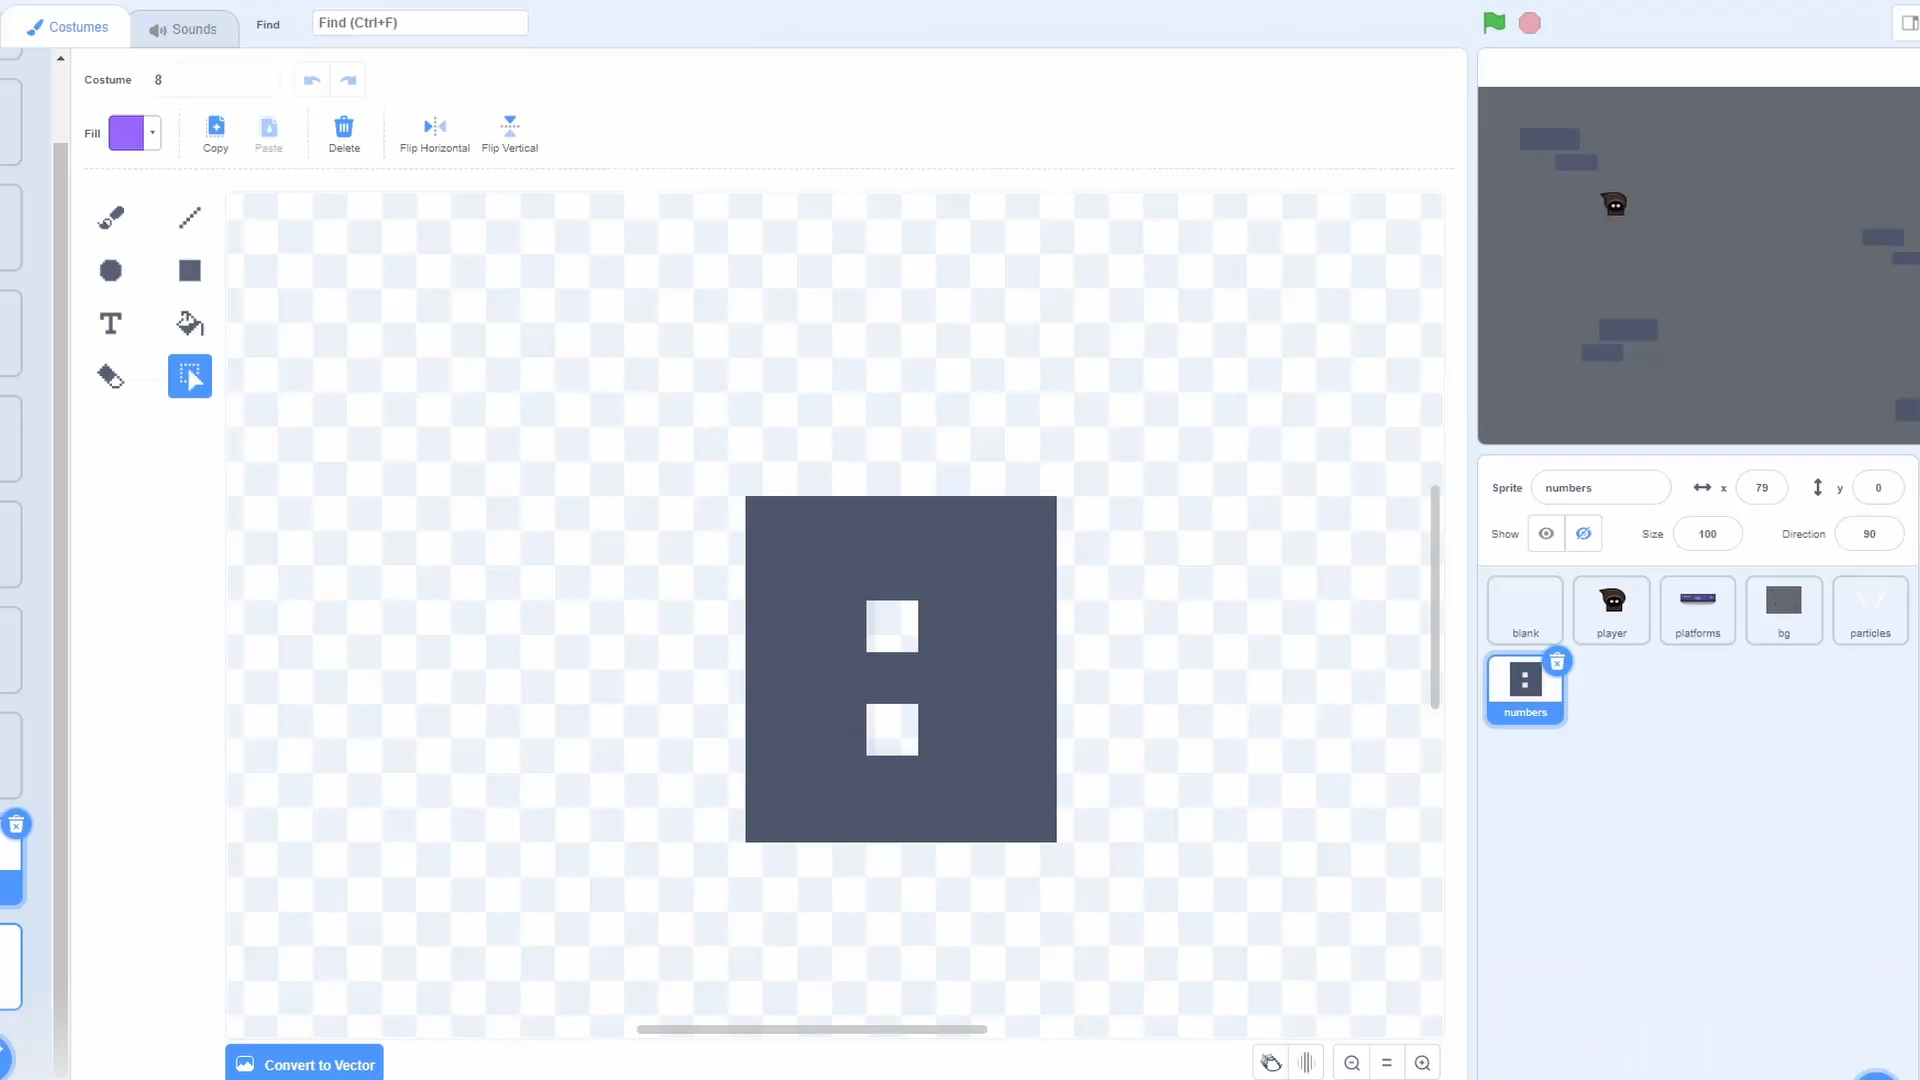 Costumes
Sounds
Find
Find (Ctrl+F)
Costume
8
Fill
Copy
Paste
Delete
Flip Horizontal
Flip Vertical
T
Convert to Vector
Sprite
numbers
x
79
y
0
Show
Size
100
Direction
90
blank
player
platforms
bg
particles
numbers